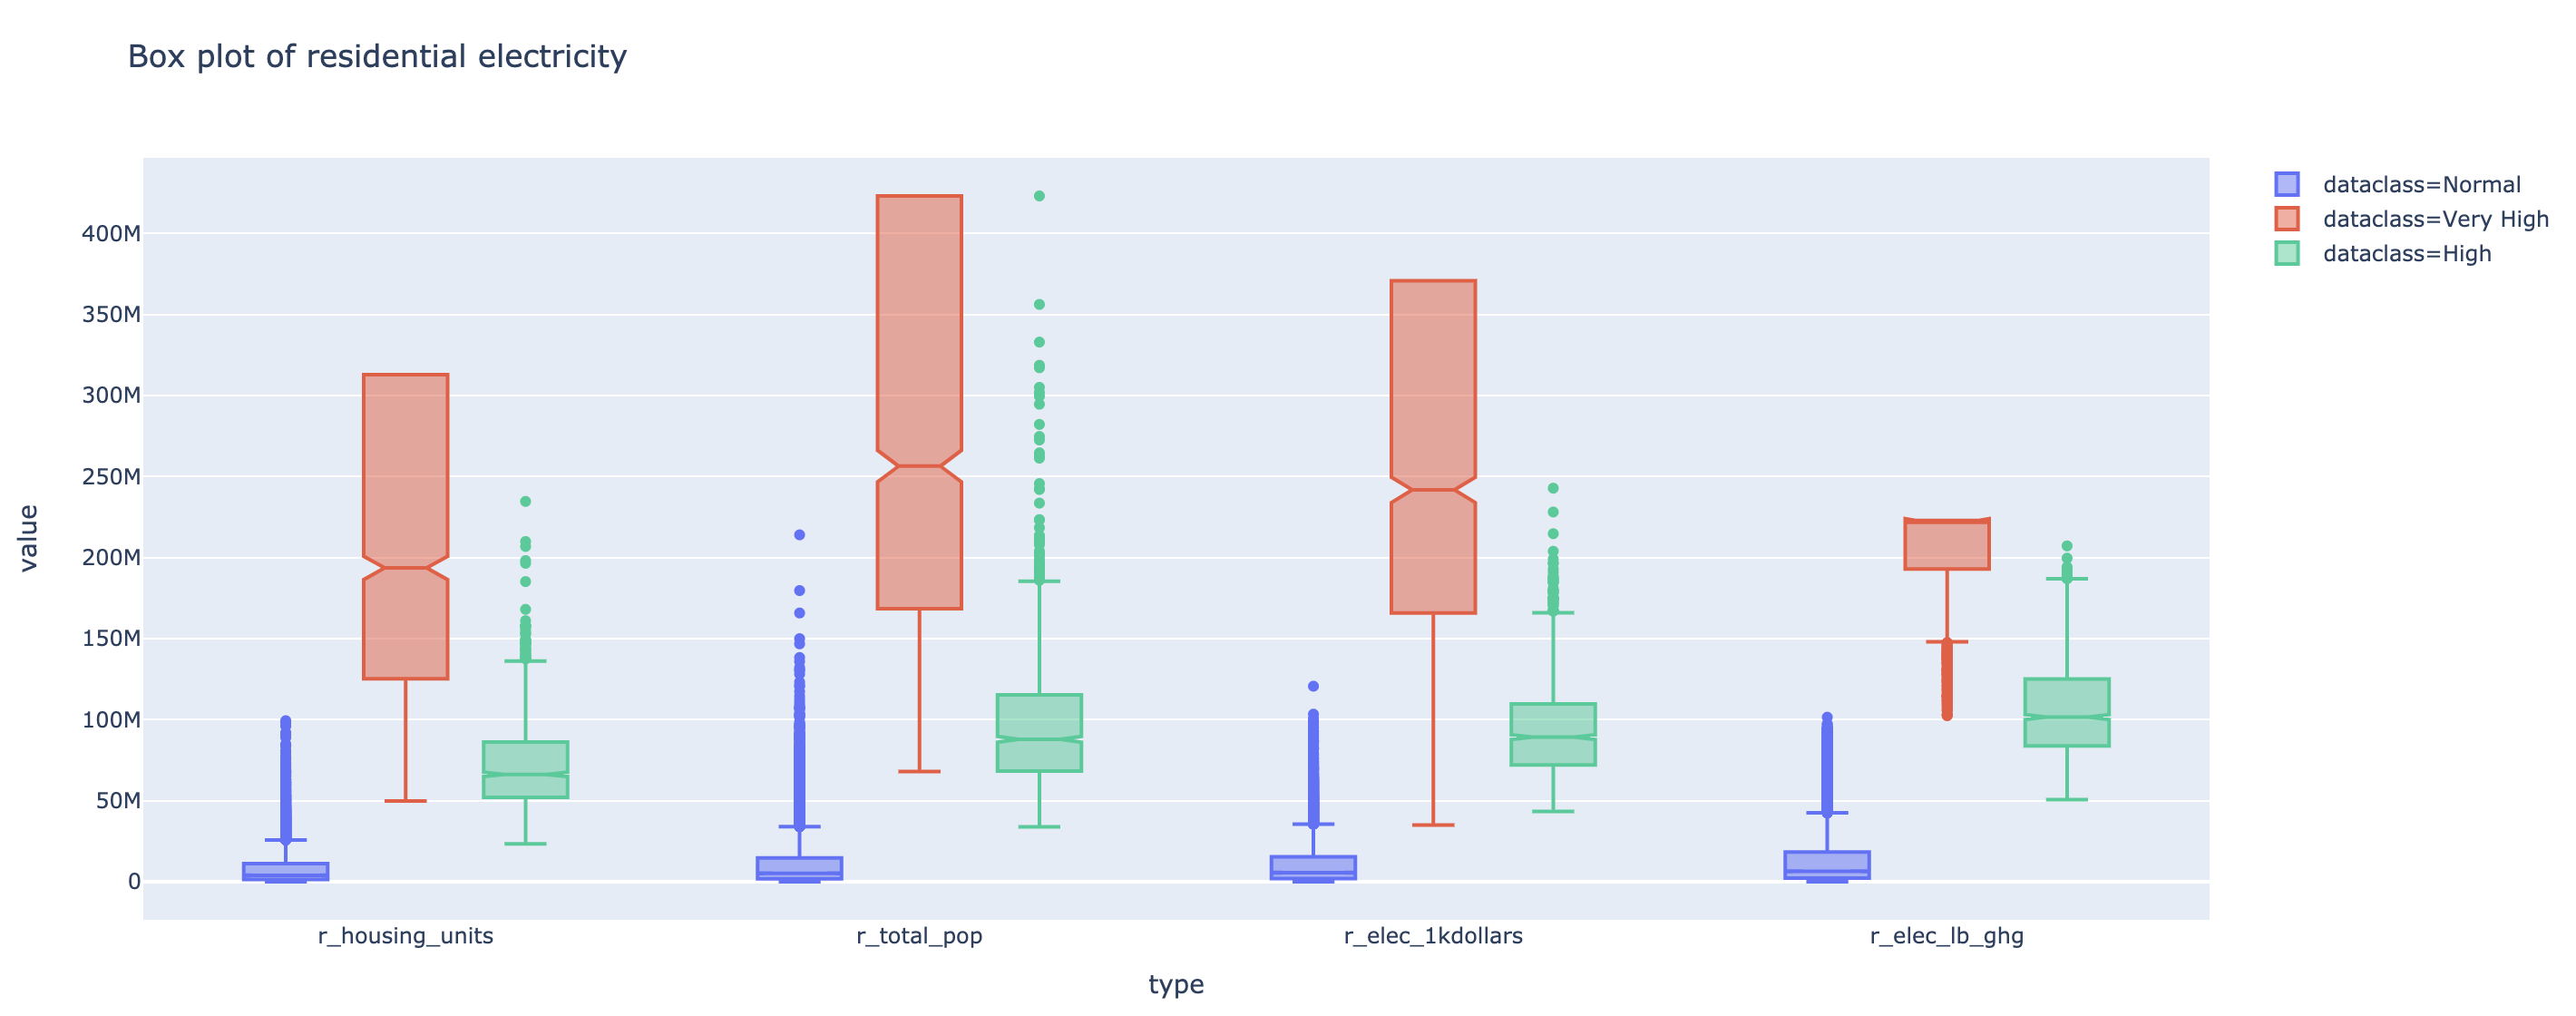 Box plot of residential electricity
dataclass=Normal
dataclass=Very High
dataclass=High
400M
350M
300M
250M
200M
150M
100M
50M
0
value
r_housing_units
r_total_pop
r_elec_1kdollars
r_elec_lb_ghg
type